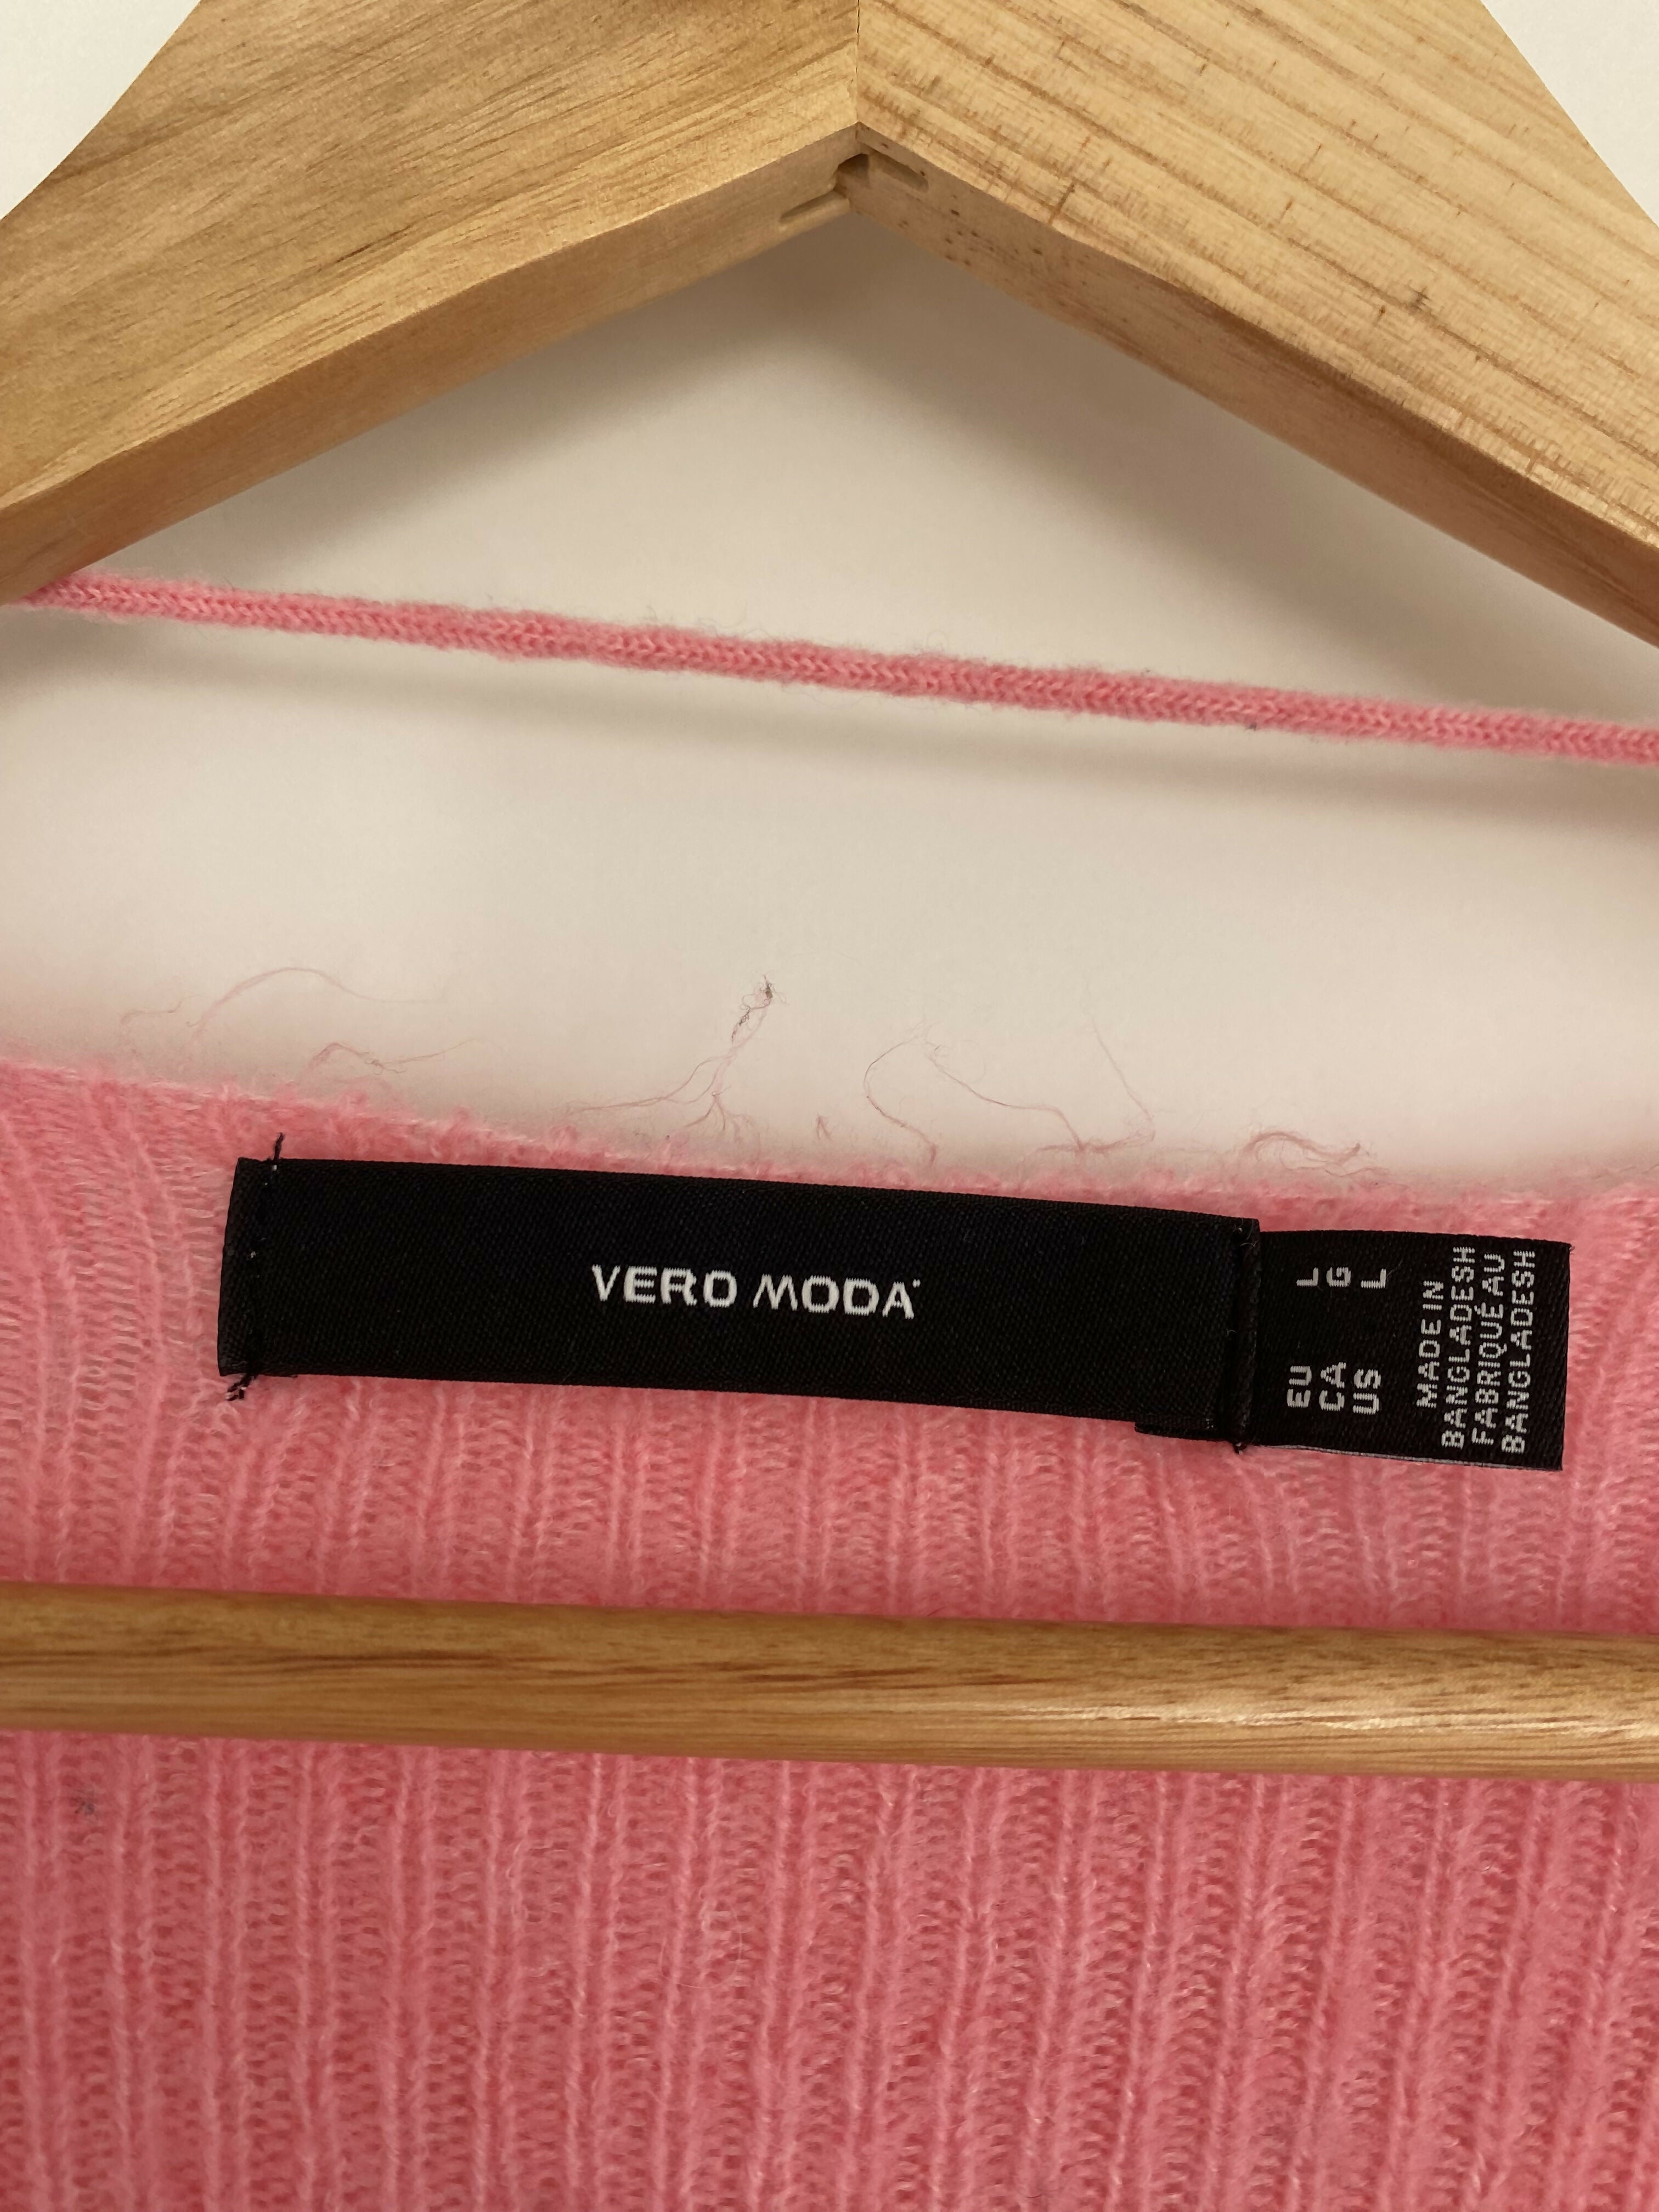 VERO MODA
EU L
CA G
US L
MADE IN
BANGLADESH
FABRIQUÉ AU
BANGLADESH